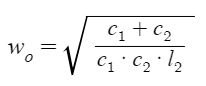 w_o = √((c_1 + c_2) / (c_1 · c_2 · l_2))